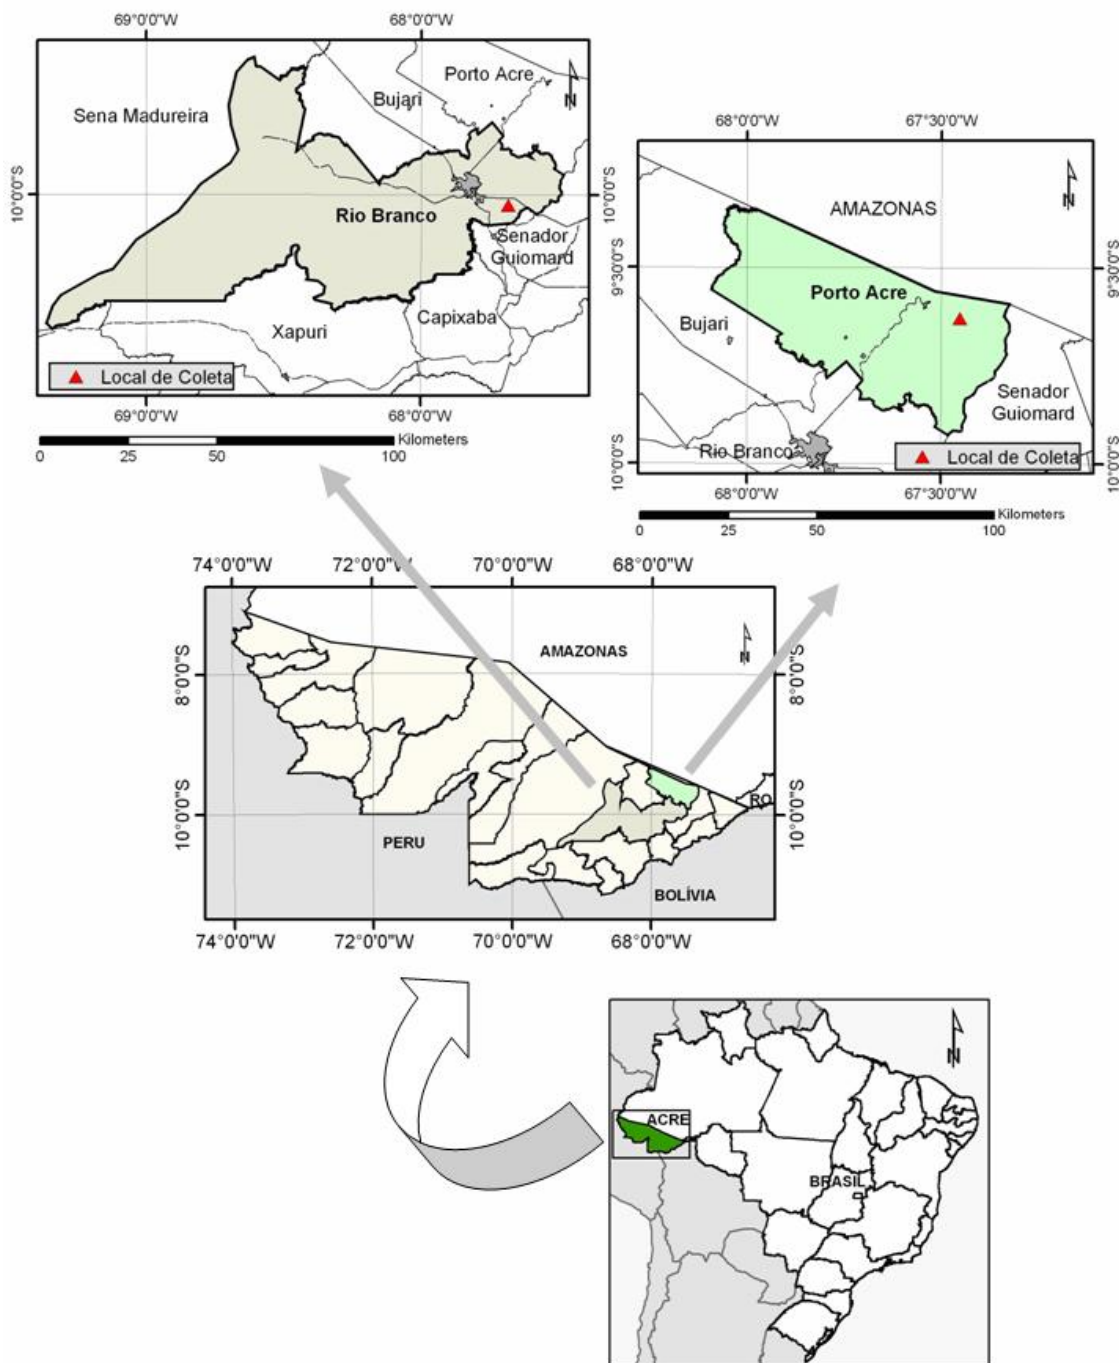 69°0'0"W 68°0'0"W
Porto Acre
Bujari
N
Sena Madureira
10°0'0"S
10°0'0"S
Rio Branco
Senador
Guiomard
Capixaba
Xapuri
Local de Coleta
69°0'0"W 68°0'0"W
Kilometers
0 25 50 100
68°0'0"W 67°30'0"W
N
AMAZONAS
9°30'0"S
9°30'0"S
Porto Acre
Bujari
Senador
Guiomard
Rio Branco
Local de Coleta
10°0'0"S
10°0'0"S
68°0'0"W 67°30'0"W
Kilometers
0 25 50 100
74°0'0"W 72°0'0"W 70°0'0"W 68°0'0"W
AMAZONAS
N
8°0'0"S
8°0'0"S
RO
10°0'0"S
10°0'0"S
PERU
BOLÍVIA
74°0'0"W 72°0'0"W 70°0'0"W 68°0'0"W
N
ACRE
BRASIL